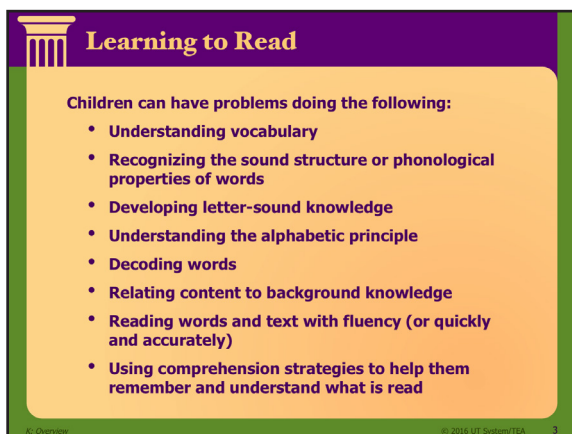 Learning to Read
Children can have problems doing the following:
• Understanding vocabulary
• Recognizing the sound structure or phonological
properties of words
• Developing letter-sound knowledge
• Understanding the alphabetic principle
• Decoding words
• Relating content to background knowledge
• Reading words and text with fluency (or quickly
and accurately)
• Using comprehension strategies to help them
remember and understand what is read
K: Overview
© 2016 UT System/TEA 3